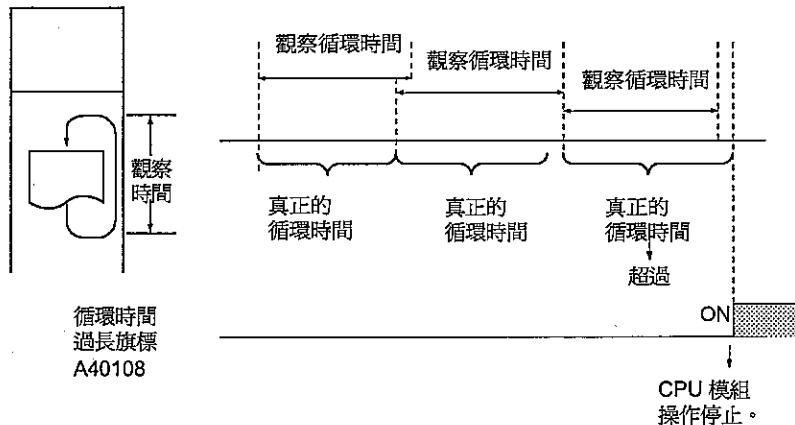 觀察循環時間
觀察循環時間
觀察循環時間
觀察
時間
真正的
循環時間
真正的
循環時間
真正的
循環時間
超過
循環時間
過長旗標
A40108
ON
CPU 模組
操作停止。